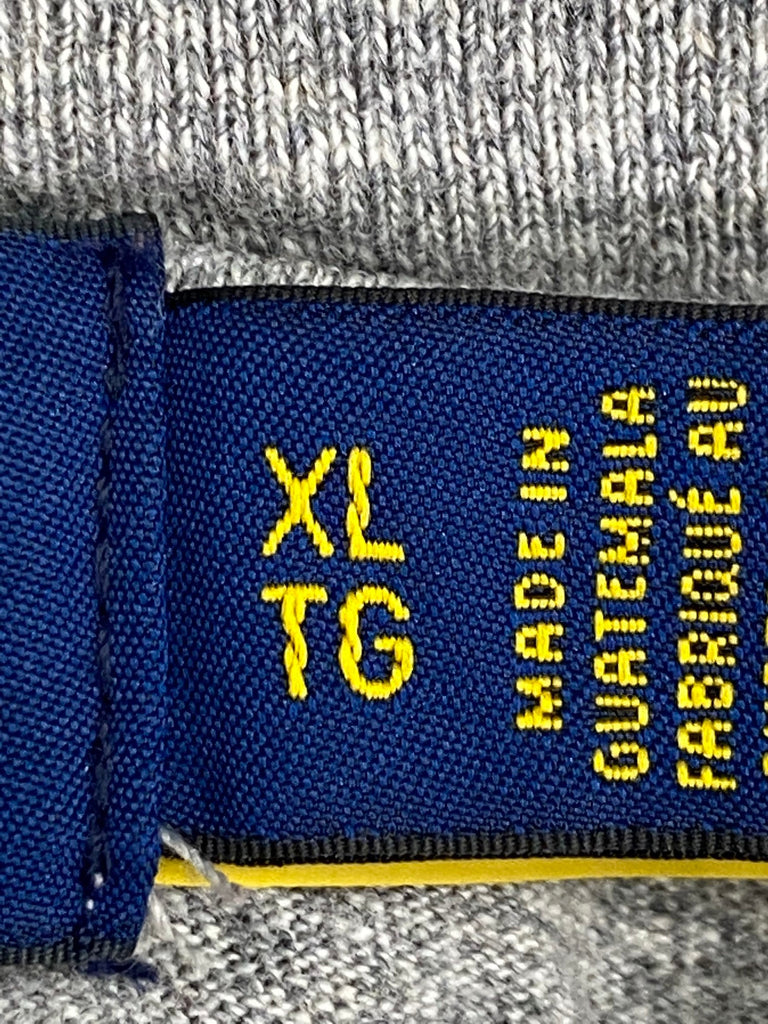 XL
TG
MADE IN
GUATEMALA
FABRIQUÉ AU